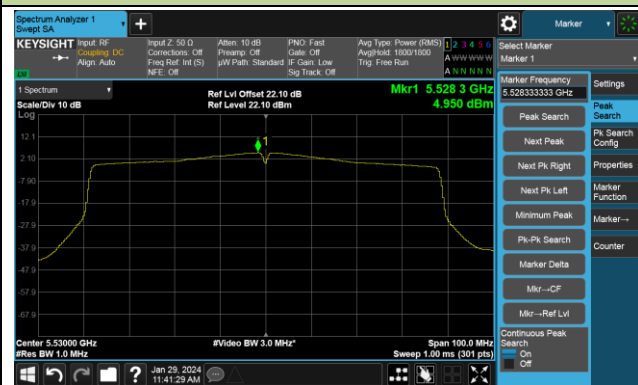 Spectrum Analyzer 1
Swept SA
+
Marker
KEYSIGHT
Input: RF
Coupling: DC
Align: Auto
Input Z: 50 Ω
Corrections: Off
Freq Ref: Int (S)
NFE: Off
Atten: 10 dB
Preamp: Off
µW Path: Standard
PNO: Fast
Gate: Off
IF Gain: Low
Sig Track: Off
Avg Type: Power (RMS)
Avg|Hold: 1800/1800
Trig: Free Run
1 2 3 4 5 6
A W W W W W
A N N N N N
LXI
Select Marker
Marker 1
1 Spectrum
Scale/Div 10 dB
Ref Lvl Offset 22.10 dB
Ref Level 22.10 dBm
Mkr1 5.528 3 GHz
4.950 dBm
Log
12.1
2.10
-7.90
-17.9
-27.9
-37.9
-47.9
-57.9
-67.9
1
Center 5.53000 GHz
#Res BW 1.0 MHz
#Video BW 3.0 MHz*
Span 100.0 MHz
Sweep 1.00 ms (301 pts)
Marker Frequency
5.528333333 GHz
Peak Search
Next Peak
Next Pk Right
Next Pk Left
Minimum Peak
Pk-Pk Search
Marker Delta
Mkr→CF
Mkr→Ref Lvl
Continuous Peak
Search
On
Off
Settings
Peak
Search
Pk Search
Config
Properties
Marker
Function
Marker→
Counter
?
Jan 29, 2024
11:41:29 AM